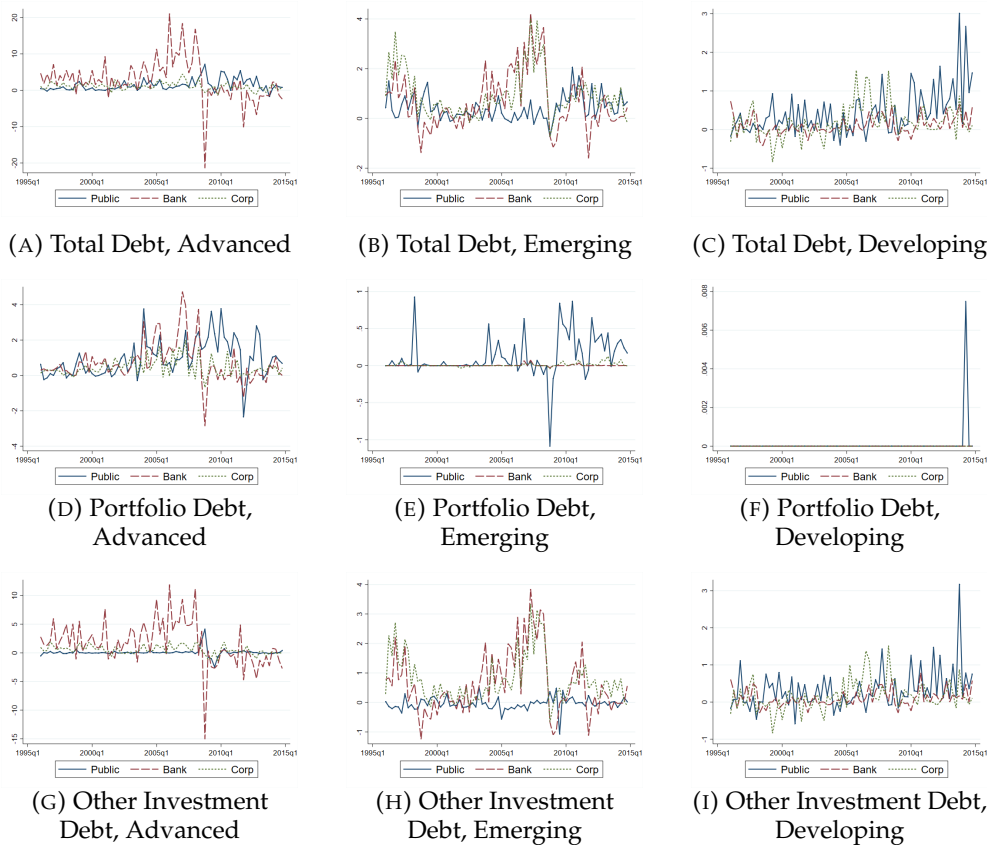 20
10
0
-10
-20
1995q1 2000q1 2005q1 2010q1 2015q1
Public Bank Corp
(A) Total Debt, Advanced
4
2
0
-2
1995q1 2000q1 2005q1 2010q1 2015q1
Public Bank Corp
(B) Total Debt, Emerging
3
2
1
0
-1
1995q1 2000q1 2005q1 2010q1 2015q1
Public Bank Corp
(C) Total Debt, Developing
4
2
0
-2
-4
1995q1 2000q1 2005q1 2010q1 2015q1
Public Bank Corp
(D) Portfolio Debt,
Advanced
1
.5
0
-.5
-1
1995q1 2000q1 2005q1 2010q1 2015q1
Public Bank Corp
(E) Portfolio Debt,
Emerging
008
006
004
002
0
1995q1 2000q1 2005q1 2010q1 2015q1
Public Bank Corp
(F) Portfolio Debt,
Developing
10
5
0
-5
-10
-15
1995q1 2000q1 2005q1 2010q1 2015q1
Public Bank Corp
(G) Other Investment
Debt, Advanced
4
3
2
1
0
-1
1995q1 2000q1 2005q1 2010q1 2015q1
Public Bank Corp
(H) Other Investment
Debt, Emerging
3
2
1
0
-1
1995q1 2000q1 2005q1 2010q1 2015q1
Public Bank Corp
(I) Other Investment Debt,
Developing